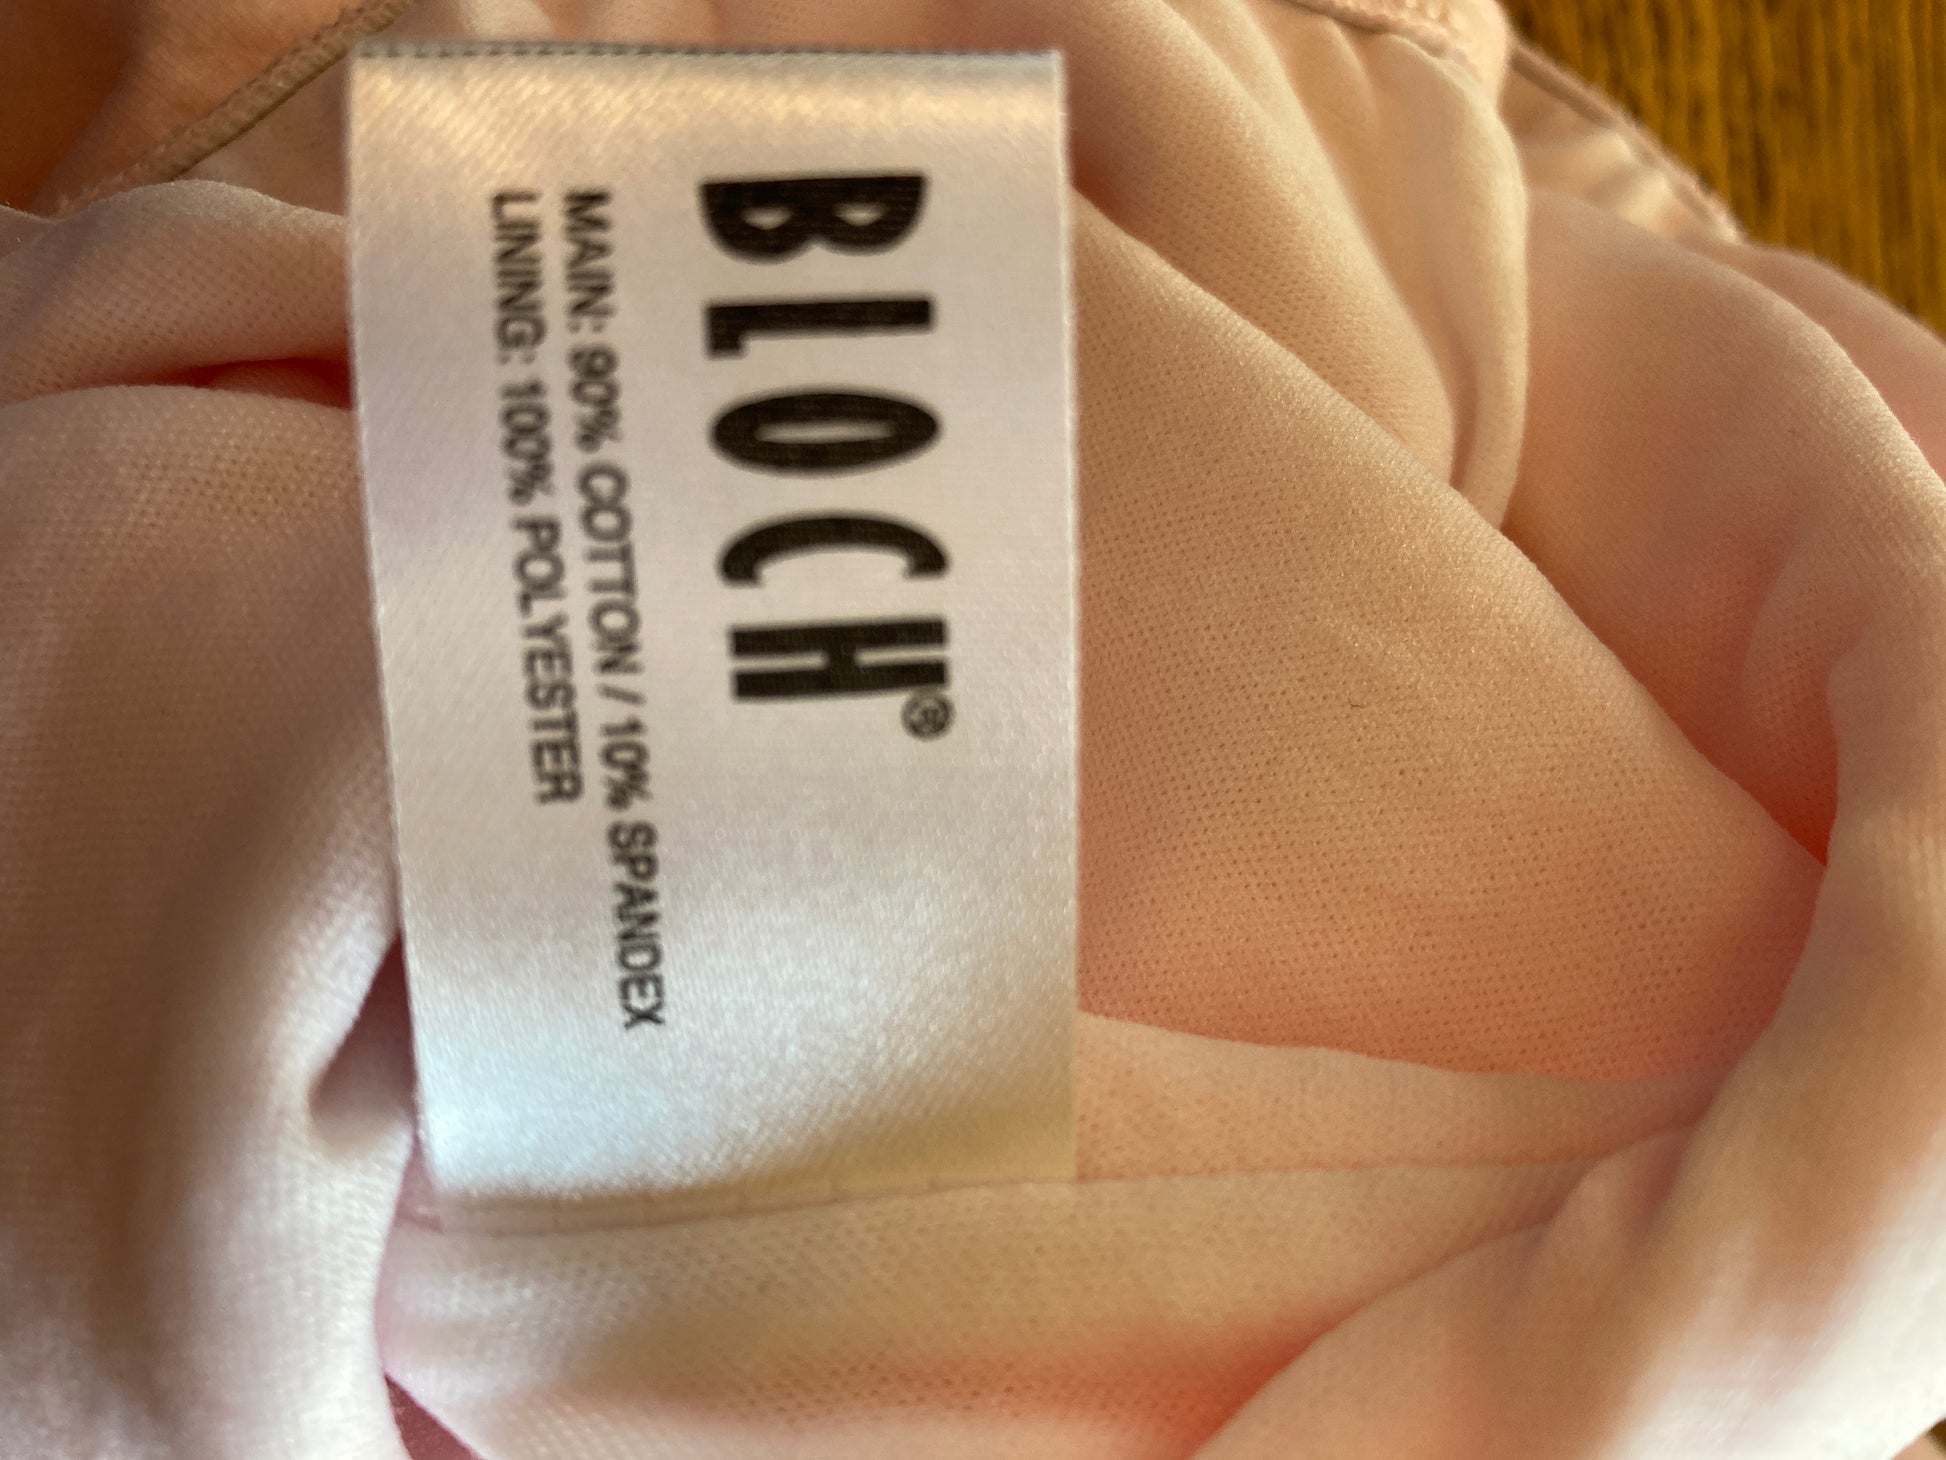 BLOCH®
MAIN: 90% COTTON / 10% SPANDEX
LINING: 100% POLYESTER